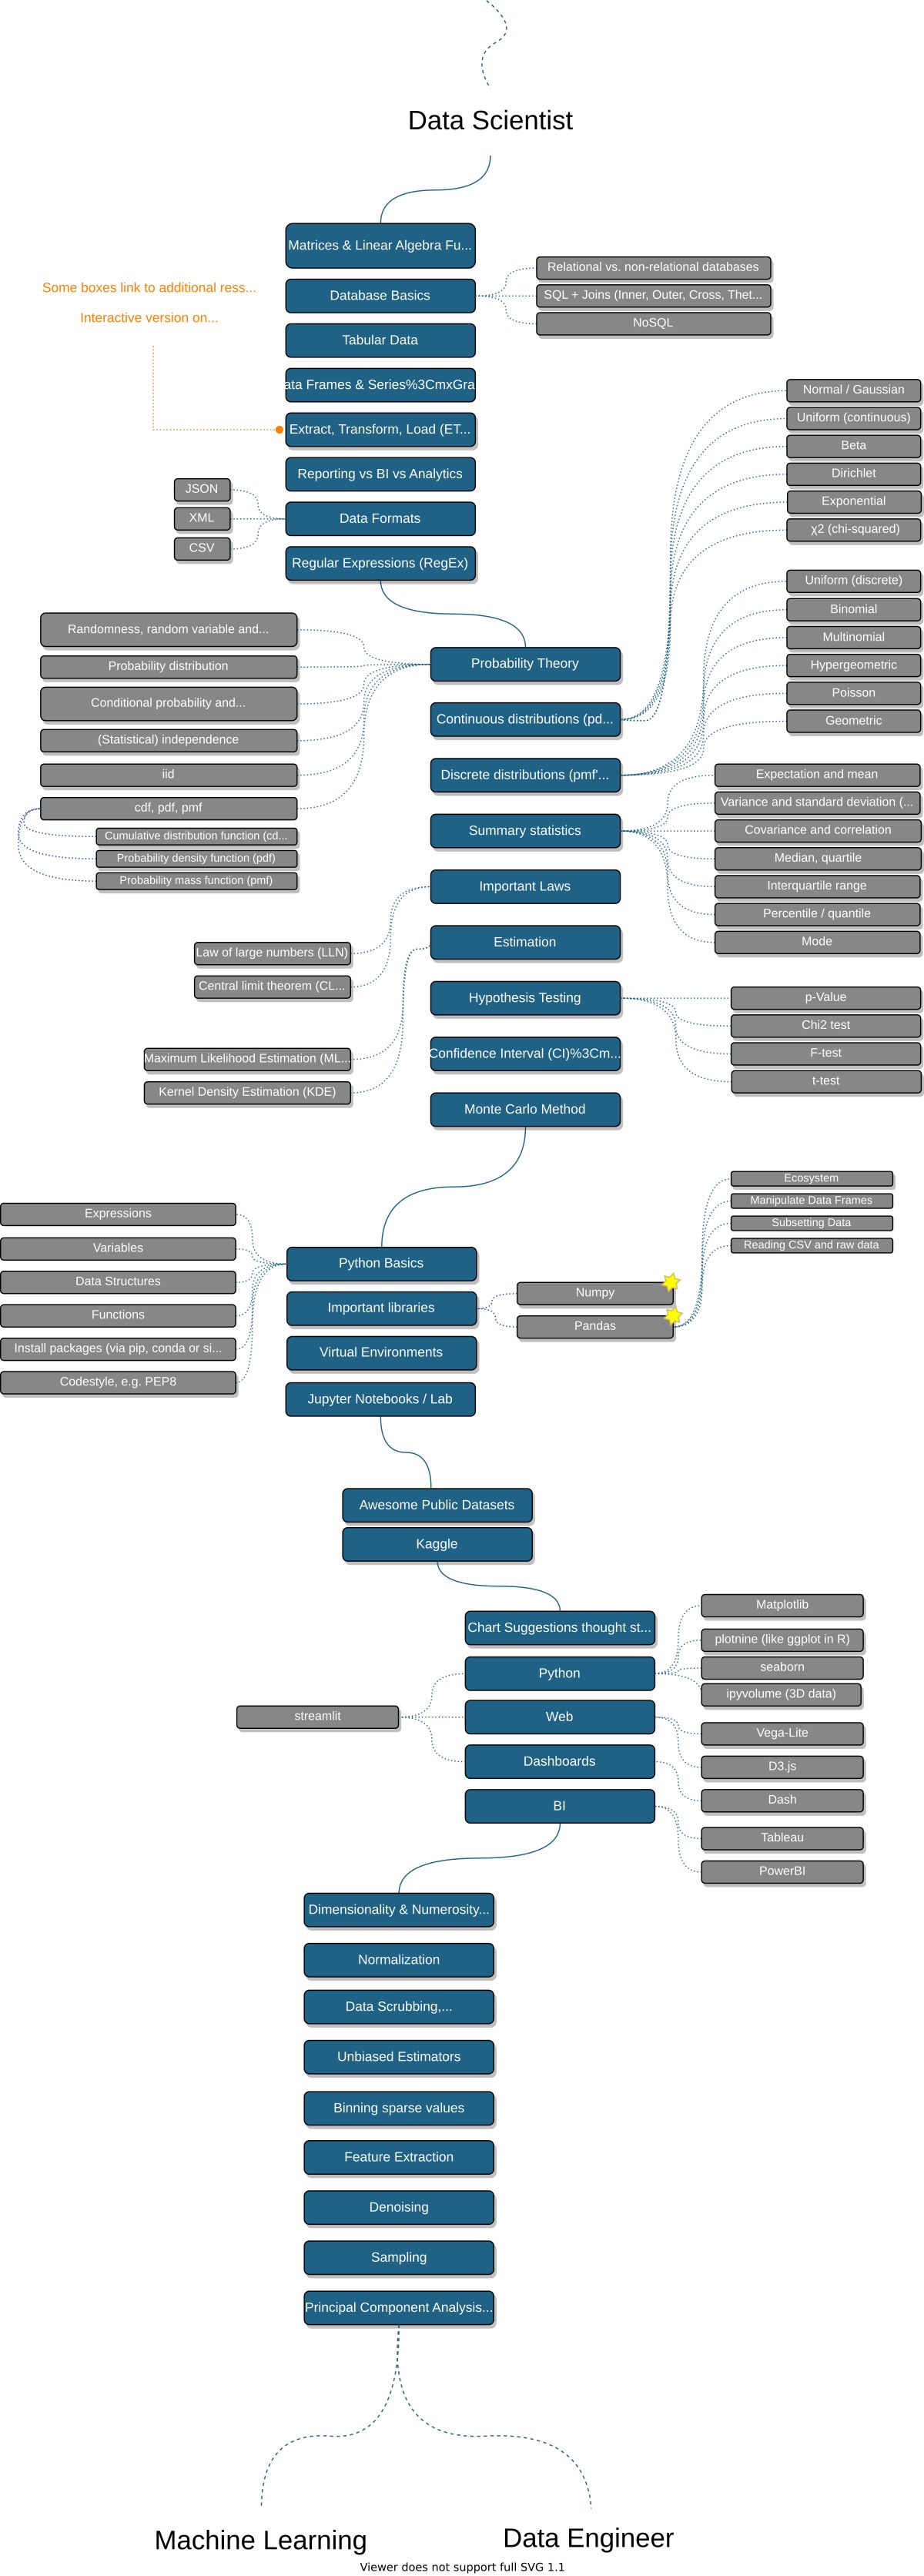 Data Scientist
Matrices & Linear Algebra Fu...
Database Basics
Relational vs. non-relational databases
SQL + Joins (Inner, Outer, Cross, Thet...
NoSQL
Some boxes link to additional ress...
Interactive version on...
Tabular Data
ata Frames & Series%3CmxGra
Extract, Transform, Load (ET...
Reporting vs BI vs Analytics
Data Formats
JSON
XML
CSV
Regular Expressions (RegEx)
Normal / Gaussian
Uniform (continuous)
Beta
Dirichlet
Exponential
χ2 (chi-squared)
Uniform (discrete)
Binomial
Multinomial
Hypergeometric
Poisson
Geometric
Probability Theory
Randomness, random variable and...
Probability distribution
Conditional probability and...
(Statistical) independence
iid
cdf, pdf, pmf
Cumulative distribution function (cd...
Probability density function (pdf)
Probability mass function (pmf)
Continuous distributions (pd...
Discrete distributions (pmf'...
Summary statistics
Expectation and mean
Variance and standard deviation (...
Covariance and correlation
Median, quartile
Interquartile range
Percentile / quantile
Mode
Important Laws
Law of large numbers (LLN)
Central limit theorem (CL...
Estimation
Maximum Likelihood Estimation (ML...
Kernel Density Estimation (KDE)
Hypothesis Testing
p-Value
Chi2 test
F-test
t-test
Confidence Interval (CI)%3Cm...
Monte Carlo Method
Python Basics
Expressions
Variables
Data Structures
Functions
Install packages (via pip, conda or si...
Codestyle, e.g. PEP8
Important libraries
Numpy
Pandas
Ecosystem
Manipulate Data Frames
Subsetting Data
Reading CSV and raw data
Virtual Environments
Jupyter Notebooks / Lab
Awesome Public Datasets
Kaggle
Chart Suggestions thought st...
Python
Matplotlib
plotnine (like ggplot in R)
seaborn
ipyvolume (3D data)
streamlit
Web
Vega-Lite
D3.js
Dashboards
Dash
BI
Tableau
PowerBI
Dimensionality & Numerosity...
Normalization
Data Scrubbing,...
Unbiased Estimators
Binning sparse values
Feature Extraction
Denoising
Sampling
Principal Component Analysis...
Machine Learning
Data Engineer
Viewer does not support full SVG 1.1